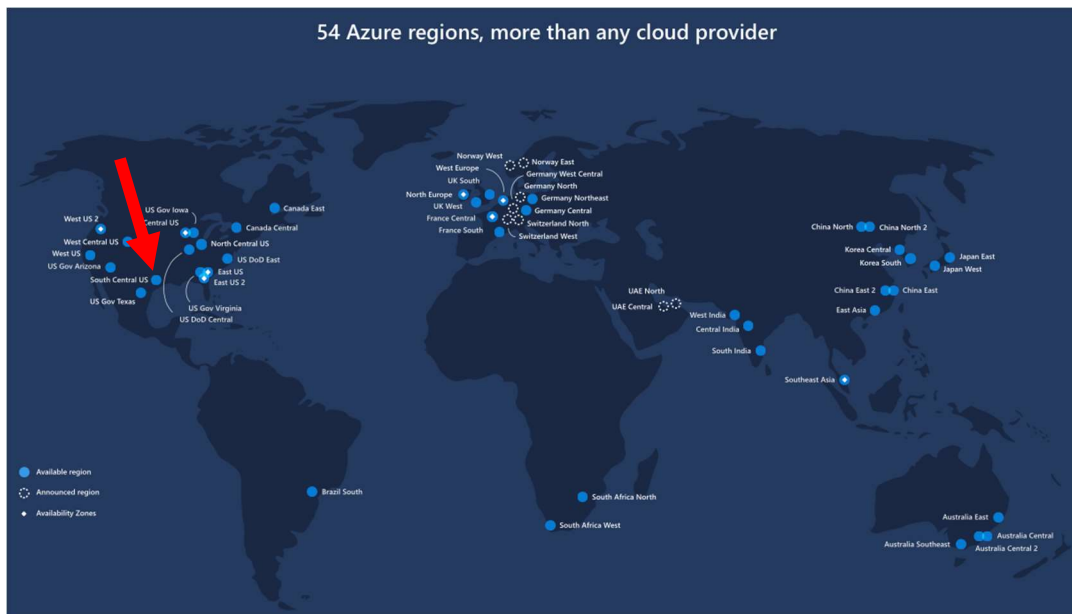 54 Azure regions, more than any cloud provider
Norway West
Norway East
West Europe
Germany West Central
UK South
Germany North
North Europe
Germany Northeast
UK West
Germany Central
France Central
Switzerland North
France South
Switzerland West
US Gov Iowa
Canada East
West US 2
Central US
Canada Central
West Central US
North Central US
West US
US DoD East
US Gov Arizona
East US
South Central US
East US 2
US Gov Texas
US Gov Virginia
US DoD Central
China North
China North 2
Korea Central
Japan East
Korea South
Japan West
UAE North
China East 2
China East
UAE Central
West India
East Asia
Central India
South India
Southeast Asia
Available region
Announced region
Availability Zones
Brazil South
South Africa North
South Africa West
Australia East
Australia Central
Australia Southeast
Australia Central 2